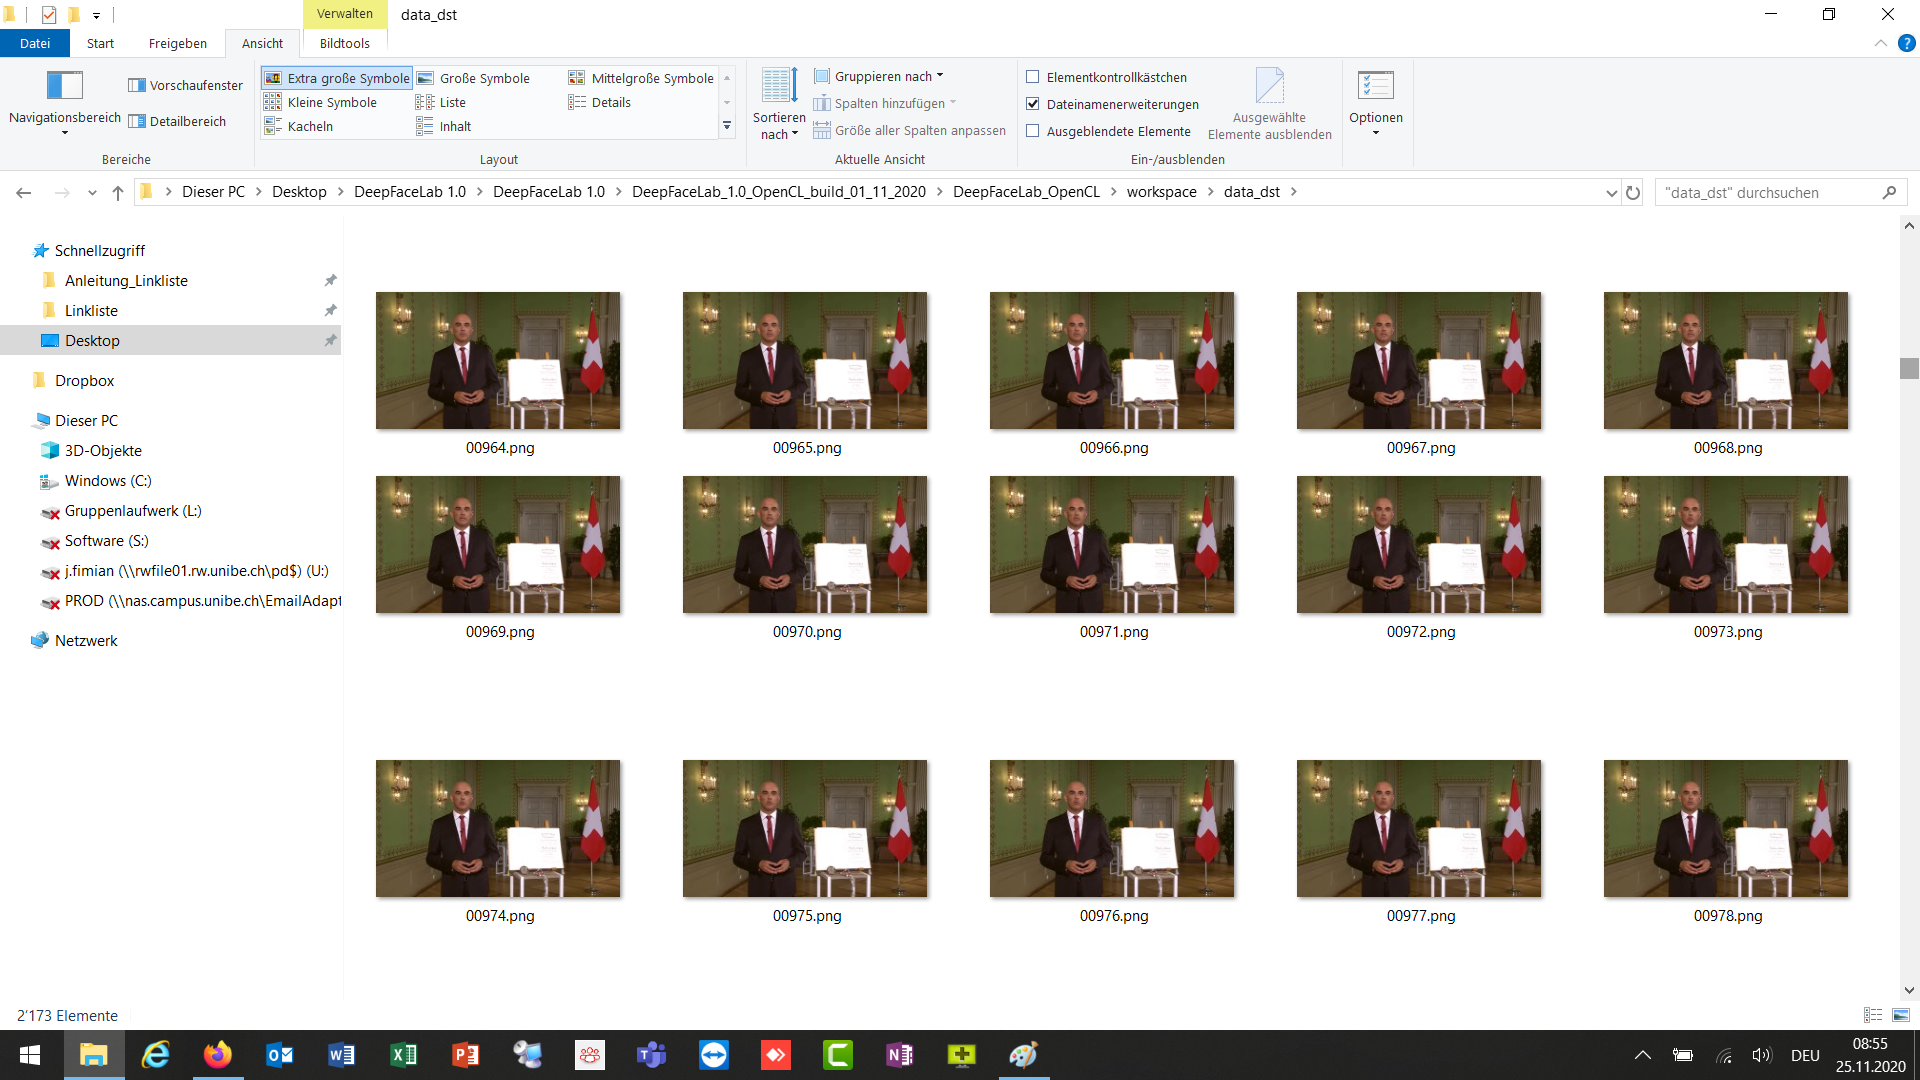 Verwalten
data_dst
Datei
Start
Freigeben
Ansicht
Bildtools
Navigationsbereich
Vorschaufenster
Detailbereich
Bereiche
Extra große Symbole
Große Symbole
Mittelgroße Symbole
Kleine Symbole
Liste
Details
Kacheln
Inhalt
Layout
Sortieren
nach
Gruppieren nach
Spalten hinzufügen
Größe aller Spalten anpassen
Aktuelle Ansicht
Elementkontrollkästchen
Dateinamenerweiterungen
Ausgeblendete Elemente
Ausgewählte
Elemente ausblenden
Ein-/ausblenden
Optionen
Dieser PC
Desktop
DeepFaceLab 1.0
DeepFaceLab 1.0
DeepFaceLab_1.0_OpenCL_build_01_11_2020
DeepFaceLab_OpenCL
workspace
data_dst
"data_dst" durchsuchen
Schnellzugriff
Anleitung_Linkliste
Linkliste
Desktop
Dropbox
Dieser PC
3D-Objekte
Windows (C:)
Gruppenlaufwerk (L:)
Software (S:)
j.fimian (\\rwfile01.rw.unibe.ch\pd$) (U:)
PROD (\\nas.campus.unibe.ch\EmailAdapt
Netzwerk
00964.png
00965.png
00966.png
00967.png
00968.png
00969.png
00970.png
00971.png
00972.png
00973.png
00974.png
00975.png
00976.png
00977.png
00978.png
2'173 Elemente
DEU
08:55
25.11.2020